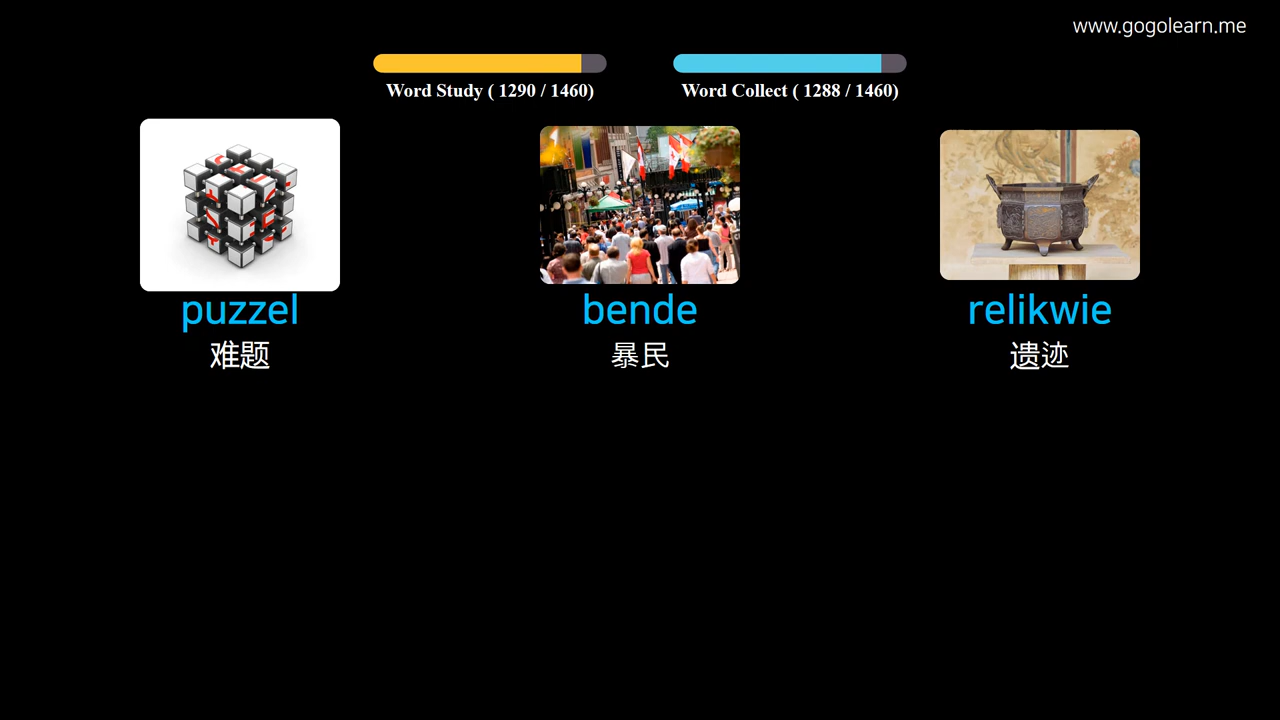 www.gogolearn.me
Word Study ( 1290 / 1460)
Word Collect ( 1288 / 1460)
puzzel
bende
relikwie
难题
暴民
遗迹